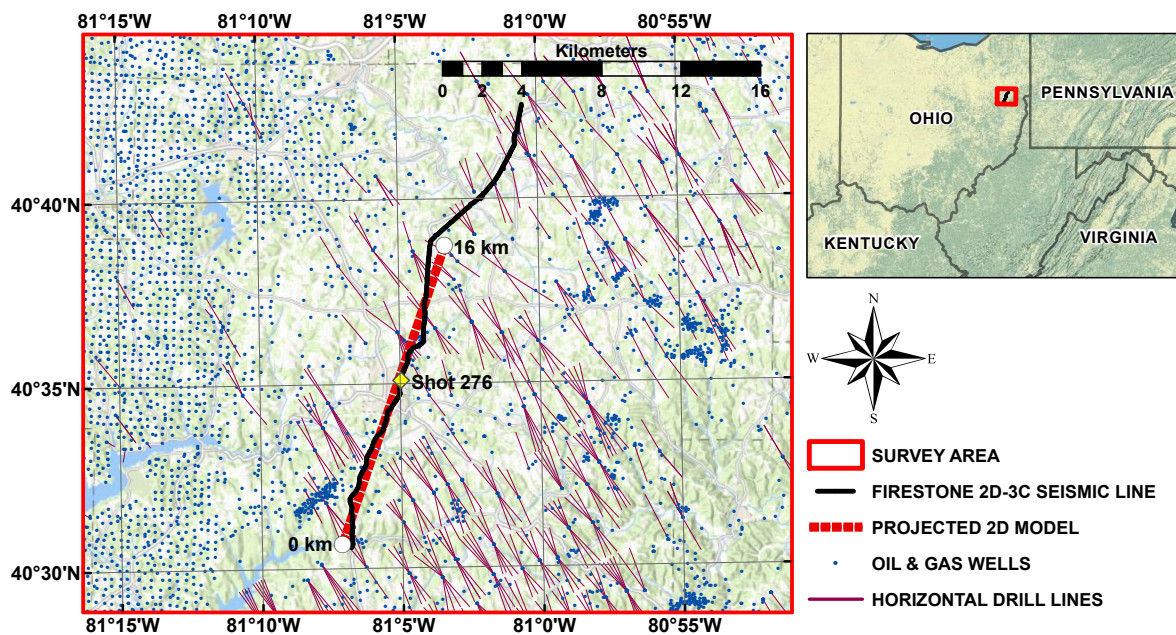 81°15'W 81°10'W 81°5'W 81°0'W 80°55'W
Kilometers
0 2 4 8 12 16
40°40'N
16 km
40°35'N
Shot 276
0 km
40°30'N
81°15'W 81°10'W 81°5'W 81°0'W 80°55'W
PENNSYLVANIA
OHIO
KENTUCKY
VIRGINIA
N
W E
S
SURVEY AREA
FIRESTONE 2D-3C SEISMIC LINE
PROJECTED 2D MODEL
OIL & GAS WELLS
HORIZONTAL DRILL LINES